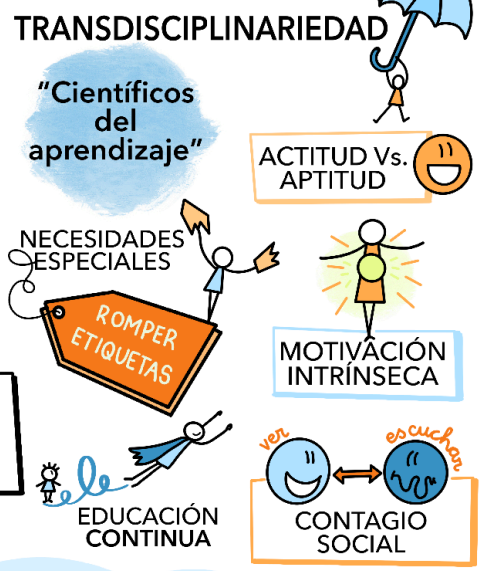 TRANSDISCIPLINARIEDAD
"Científicos
del
aprendizaje"
ACTITUD Vs.
APTITUD
NECESIDADES
ESPECIALES
ROMPER
ETIQUETAS
MOTIVACIÓN
INTRÍNSECA
EDUCACIÓN
CONTINUA
ver
escuchar
CONTAGIO
SOCIAL